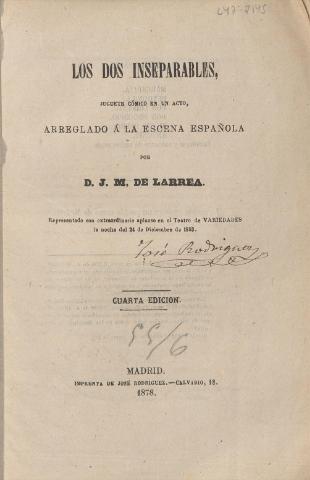 LOS DOS INSEPARABLES,
JUGUETE CÓMICO EN UN ACTO,
ARREGLADO Á LA ESCENA ESPAÑOLA
POR
D. J. M. DE LARREA.
Representado con extraordinario aplauso en el Teatro de VARIEDADES
la noche del 24 de Diciembre de
José Rodriguez
CUARTA EDICION.
55/6
MADRID.
IMPRENTA DE JOSÉ RODRIGUEZ.—CALVARIO, 18.
1878.